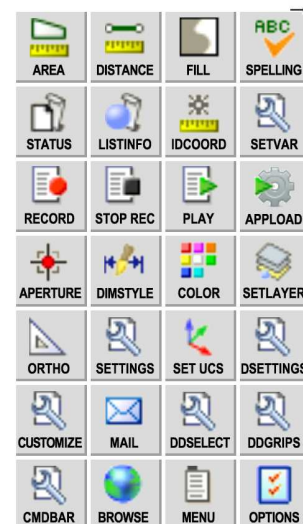 AREA DISTANCE FILL ABC SPELLING
STATUS LISTINFO IDCOORD SETVAR
RECORD STOP REC PLAY APPLOAD
APERTURE DIMSTYLE COLOR SETLAYER
ORTHO SETTINGS SET UCS DSETTINGS
CUSTOMIZE MAIL DDSELECT DDGRIPS
CMDBAR BROWSE MENU OPTIONS